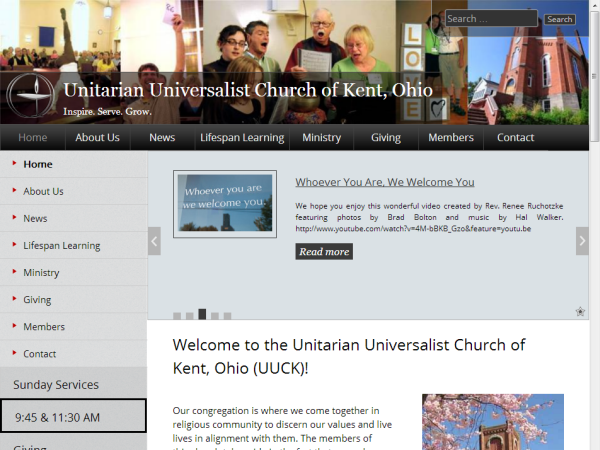 Search ...
Search
LOVE
Unitarian Universalist Church of Kent, Ohio
Inspire. Serve. Grow.
Home
About Us
News
Lifespan Learning
Ministry
Giving
Members
Contact
Home
About Us
News
Lifespan Learning
Ministry
Giving
Members
Contact
Sunday Services
9:45 & 11:30 AM
Whoever you are
we welcome you.
Whoever You Are, We Welcome You
We hope you enjoy this wonderful video created by Rev. Renee Ruchotzke
featuring photos by Brad Bolton and music by Hal Walker.
http://www.youtube.com/watch?v=4M-bBKB_Gzo&feature=youtu.be
Read more
Welcome to the Unitarian Universalist Church of
Kent, Ohio (UUCK)!
Our congregation is where we come together in
religious community to discern our values and live
lives in alignment with them. The members of